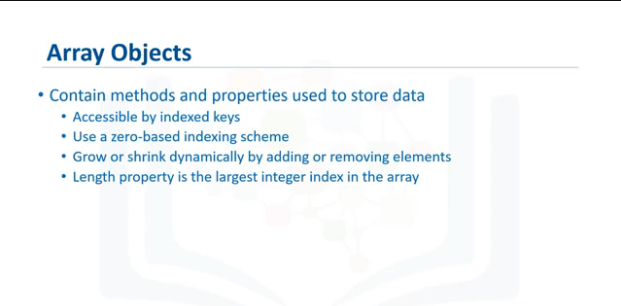 Array Objects
• Contain methods and properties used to store data
• Accessible by indexed keys
• Use a zero-based indexing scheme
• Grow or shrink dynamically by adding or removing elements
• Length property is the largest integer index in the array